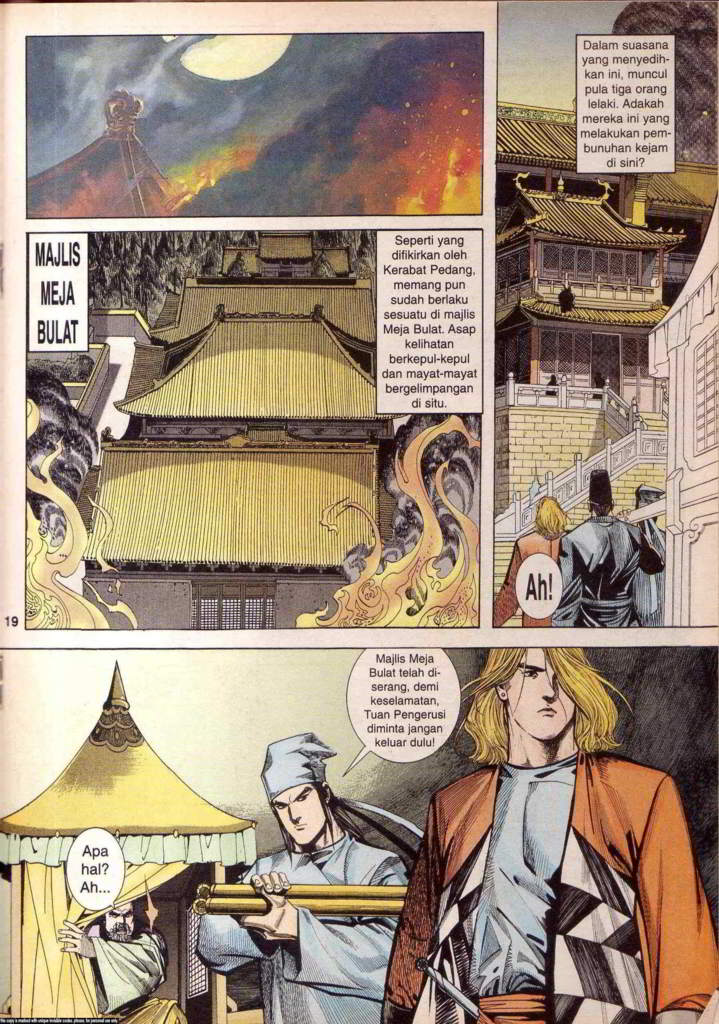 MAJLIS
MEJA
BULAT
Seperti yang
difikirkan oleh
Kerabat Pedang,
memang pun
sudah berlaku
sesuatu di majlis
Meja Bulat. Asap
kelihatan
berkepul-kepul
dan mayat-mayat
bergelimpangan
di situ.
Dalam suasana
yang menyedih-
kan ini, muncul
pula tiga orang
lelaki. Adakah
mereka ini yang
melakukan pem-
bunuhan kejam
di sini?
Ah!
19
Majlis Meja
Bulat telah di-
serang, demi
keselamatan,
Tuan Pengerusi
diminta jangan
keluar dulu!
Apa
hal?
Ah...